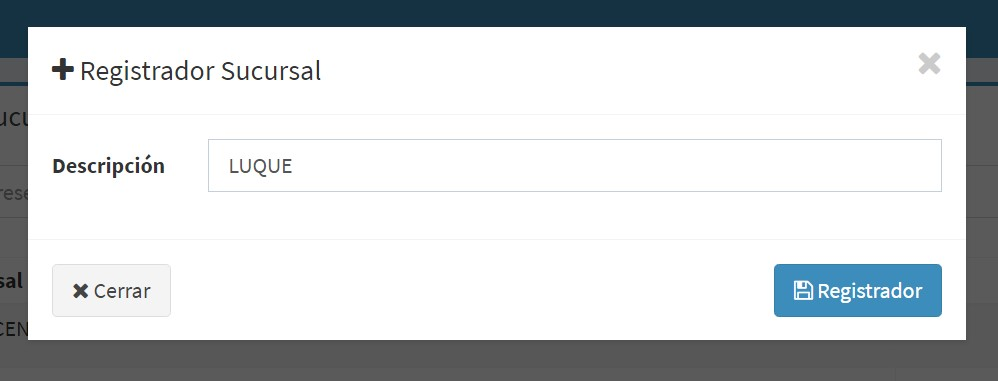 Registrador Sucursal
Descripción
LUQUE
Cerrar
Registrador